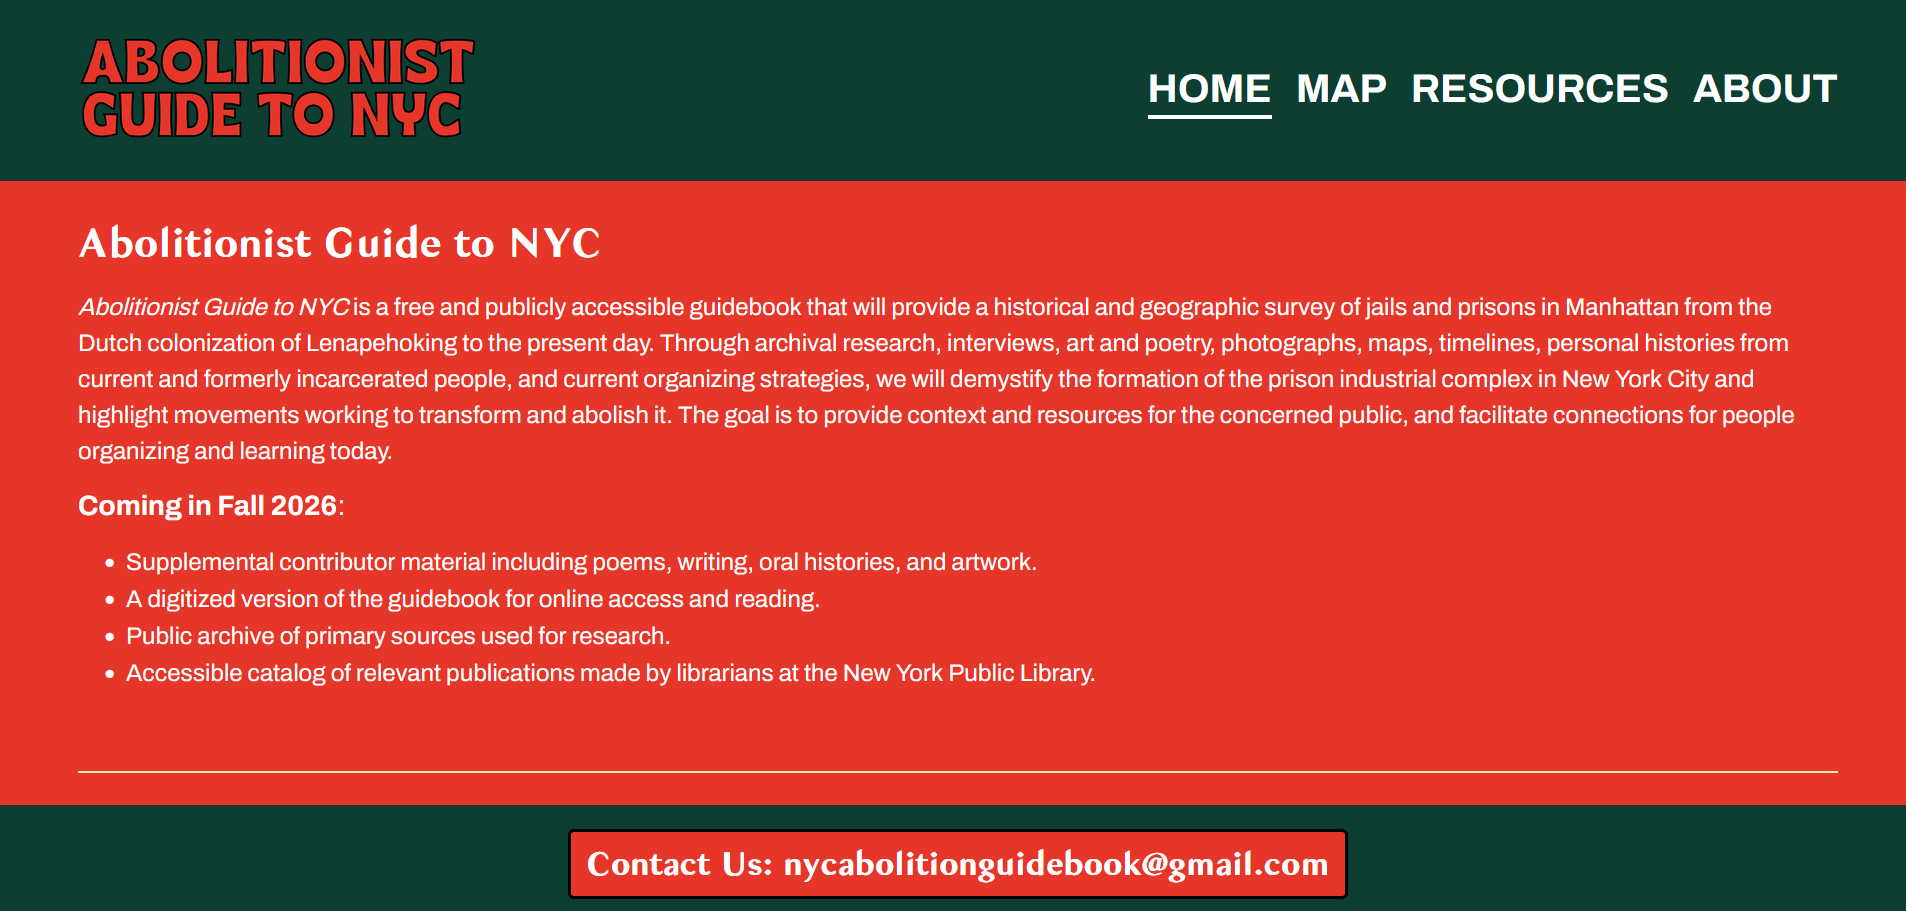 ABOLITIONIST
GUIDE TO NYC
HOME MAP RESOURCES ABOUT
Abolitionist Guide to NYC
Abolitionist Guide to NYC is a free and publicly accessible guidebook that will provide a historical and geographic survey of jails and prisons in Manhattan from the
Dutch colonization of Lenapehoking to the present day. Through archival research, interviews, art and poetry, photographs, maps, timelines, personal histories from
current and formerly incarcerated people, and current organizing strategies, we will demystify the formation of the prison industrial complex in New York City and
highlight movements working to transform and abolish it. The goal is to provide context and resources for the concerned public, and facilitate connections for people
organizing and learning today.
Coming in Fall 2026:
• Supplemental contributor material including poems, writing, oral histories, and artwork.
• A digitized version of the guidebook for online access and reading.
• Public archive of primary sources used for research.
• Accessible catalog of relevant publications made by librarians at the New York Public Library.
Contact Us: nycabolitionguidebook@gmail.com